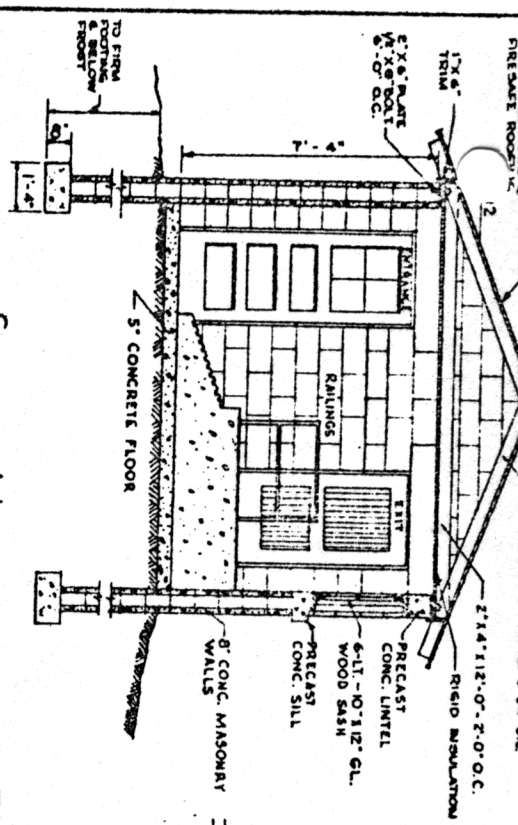 FIRESAFE ROOFING
1"X6"
TRIM
2"X6" PLATE
1/2"X8" BOLT
6'-0" O.C.
TO FIRM
FOOTING
& BELOW
FROST
8"
1'-4"
7'-4"
12
ENTRANCE
RAILINGS
EXIT
5" CONCRETE FLOOR
2"X4"X12'-0"-2'-0" O.C.
RIGID INSULATION
PRECAST
CONC. LINTEL
6-LT.-10"X12" GL.
WOOD SASH
PRECAST
CONC. SILL
8" CONC. MASONRY
WALLS